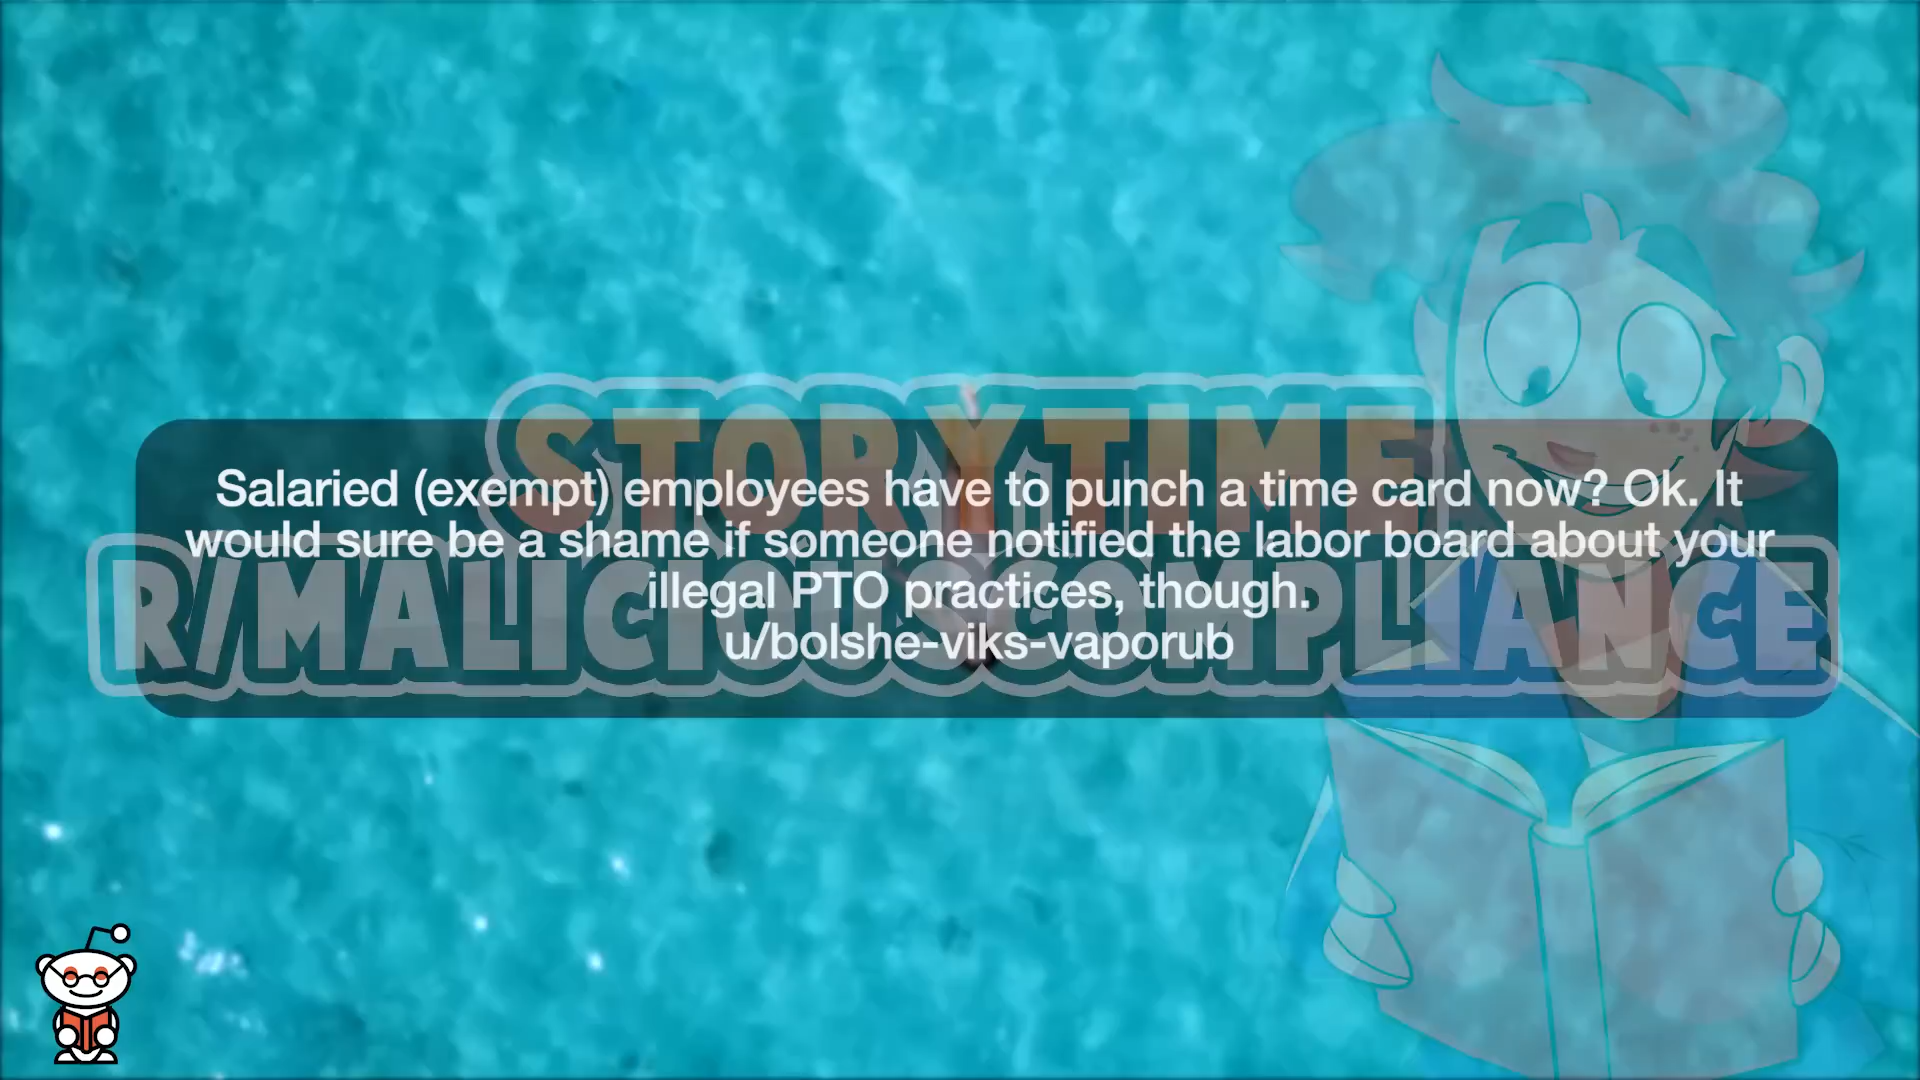 STORYTIME
R/MALICIOUSCOMPLIANCE
Salaried (exempt) employees have to punch a time card now? Ok. It
would sure be a shame if someone notified the labor board about your
illegal PTO practices, though.
u/bolshe-viks-vaporub